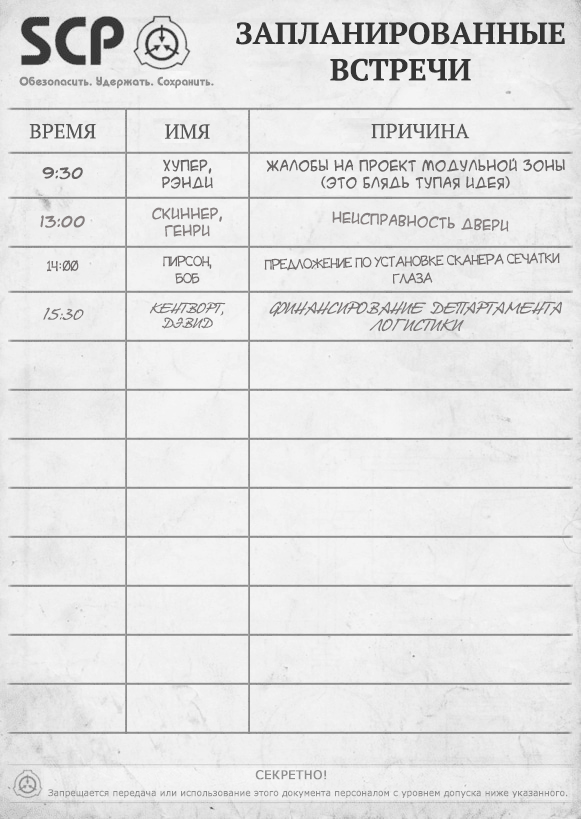 SCP
Обезопасить. Удержать. Сохранить.
ЗАПЛАНИРОВАННЫЕ
ВСТРЕЧИ
ВРЕМЯ ИМЯ ПРИЧИНА
9:30 ХУПЕР, РЭНДИ ЖАЛОБЫ НА ПРОЕКТ МОДУЛЬНОЙ ЗОНЫ
(ЭТО БЛЯДЬ ТУПАЯ ИДЕЯ)
13:00 СКИННЕР, ГЕНРИ НЕИСПРАВНОСТЬ ДВЕРИ
14:00 ПИРСОН, БОБ ПРЕДЛОЖЕНИЕ ПО УСТАНОВКЕ СКАНЕРА СЕЧАТКИ
ГЛАЗА
15:30 КЕНТВОРТ, ДЭВИД ФИНАНСИРОВАНИЕ ДЕПАРТАМЕНТА
ЛОГИСТИКИ
СЕКРЕТНО!
Запрещается передача или использование этого документа персоналом с уровнем допуска ниже указанного.